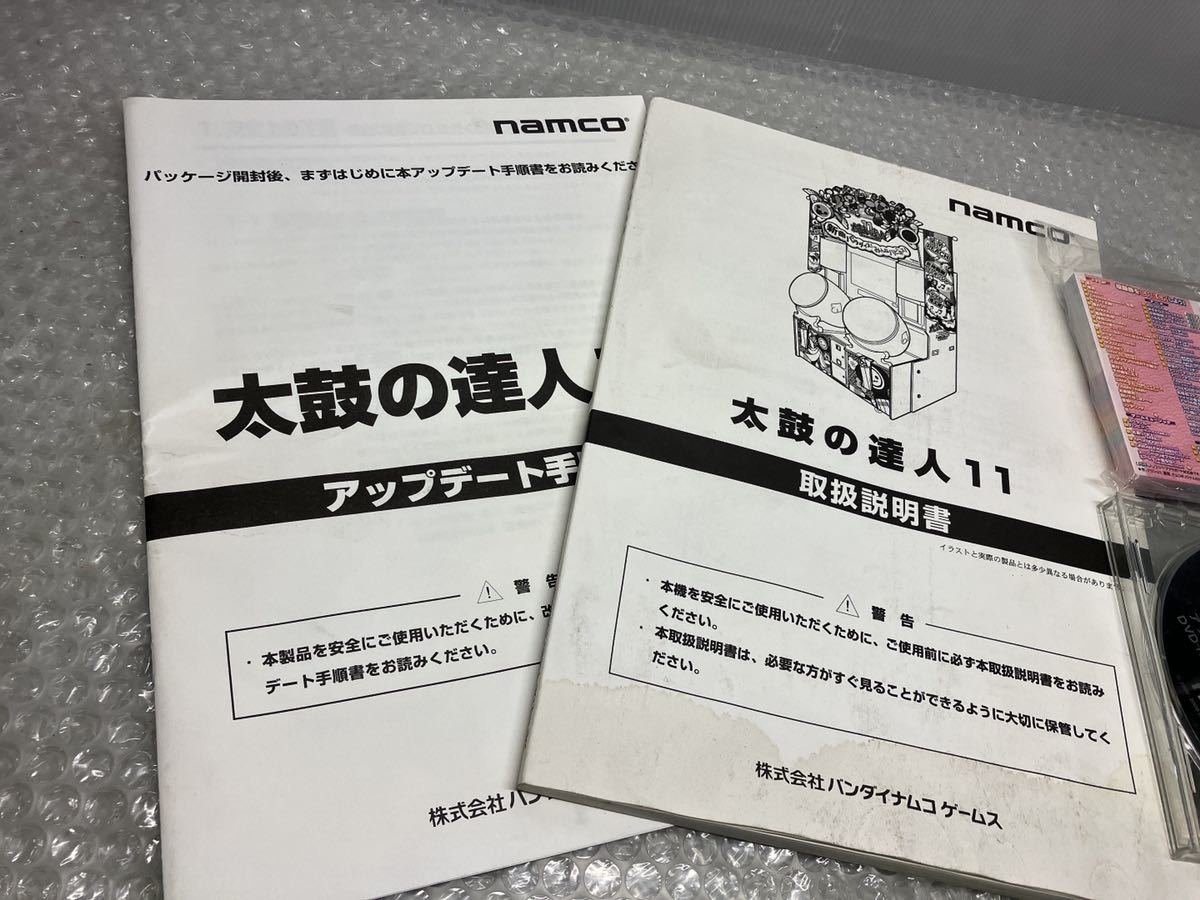 namco
パッケージ開封後、まずはじめに本アップデート手順書をお読みくださ
太鼓の達人
アップデート手
警告
・本製品を安全にご使用いただくために、改
デート手順書をお読みください。
株式会社バン
namco
太鼓の達人11
取扱説明書
イラストと実際の製品とは多少異なる場合がありま
警告
・本機を安全にご使用いただくために、ご使用前に必ず本取扱説明書をお読み
ください。
・本取扱説明書は、必要な方がすぐ見ることができるように大切に保管してく
ださい。
株式会社バンダイナムコ ゲームス
DV